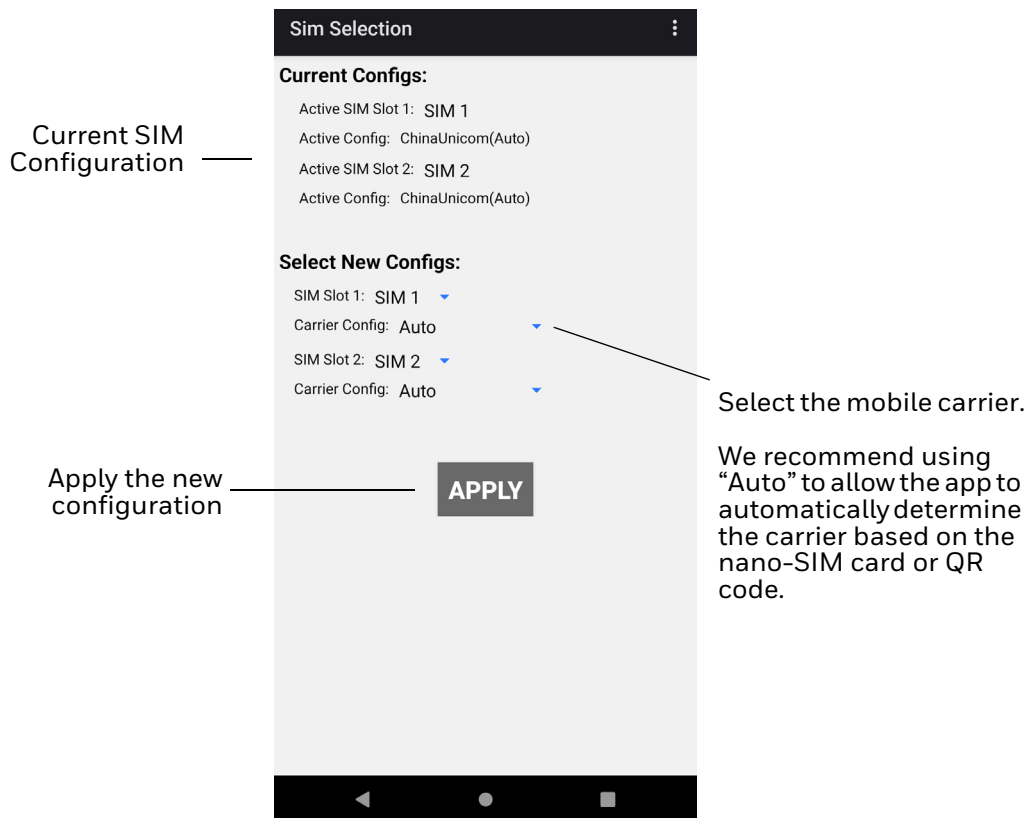 Sim Selection
Current Configs:
Active SIM Slot 1: SIM 1
Active Config: ChinaUnicom(Auto)
Active SIM Slot 2: SIM 2
Active Config: ChinaUnicom(Auto)
Current SIM
Configuration
Select New Configs:
SIM Slot 1: SIM 1
Carrier Config: Auto
SIM Slot 2: SIM 2
Carrier Config: Auto
Select the mobile carrier.
We recommend using
“Auto” to allow the app to
automatically determine
the carrier based on the
nano-SIM card or QR
code.
Apply the new
configuration
APPLY